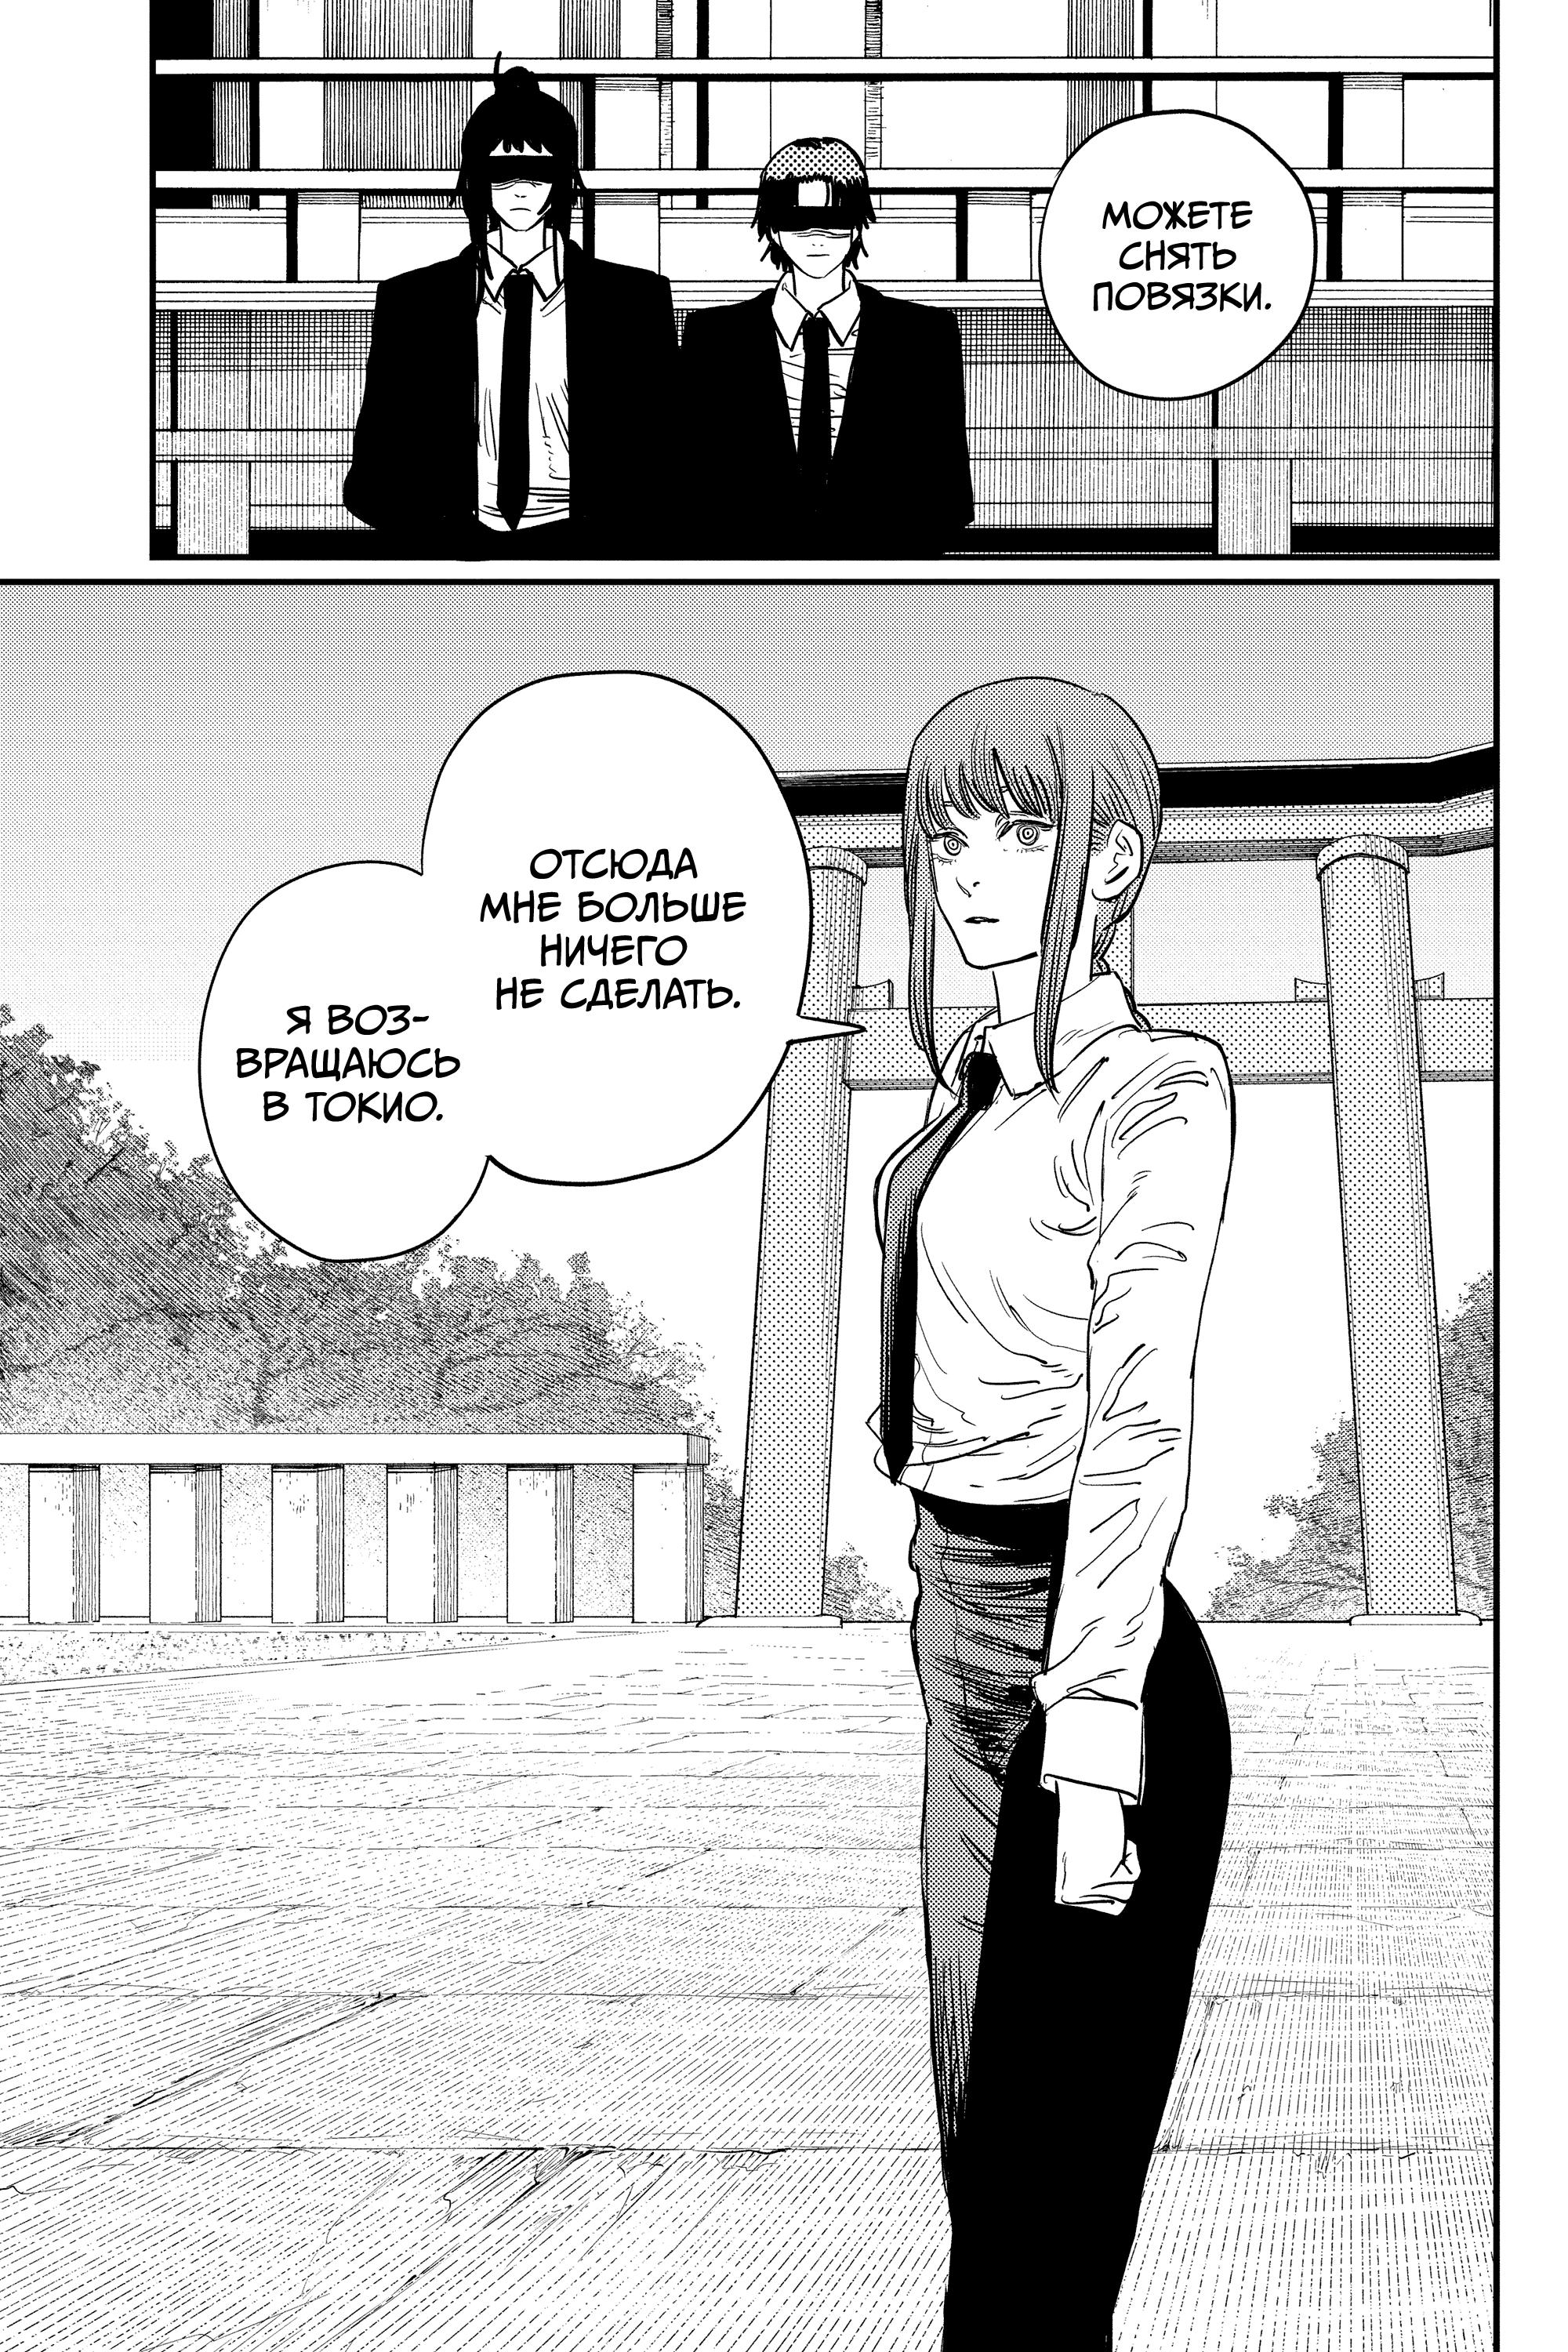 МОЖЕТЕ
СНЯТЬ
ПОВЯЗКИ.
ОТСЮДА
МНЕ БОЛЬШЕ
НИЧЕГО
НЕ СДЕЛАТЬ.
Я ВОЗ-
ВРАЩАЮСЬ
В ТОКИО.